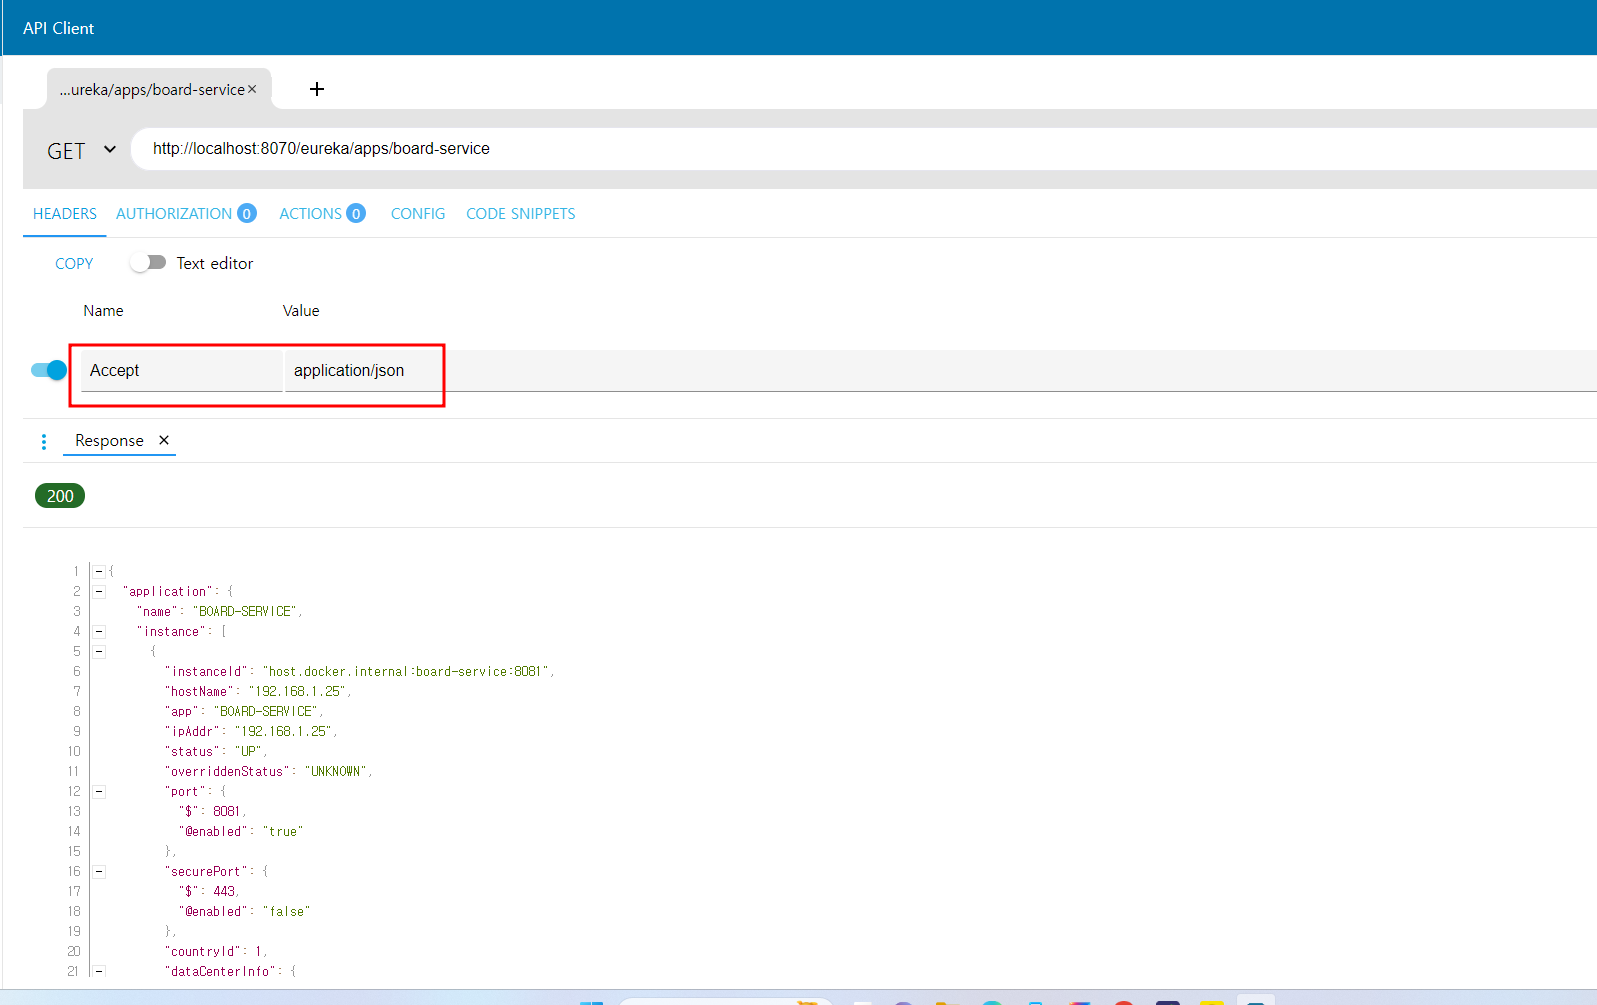 API Client
...ureka/apps/board-service ×
+
GET http://localhost:8070/eureka/apps/board-service
HEADERS AUTHORIZATION 0 ACTIONS 0 CONFIG CODE SNIPPETS
COPY Text editor
Name Value
Accept application/json
Response ×
200
1 {
2 "application": {
3 "name": "BOARD-SERVICE",
4 "instance": [
5 {
6 "instanceId": "host.docker.internal:board-service:8081",
7 "hostName": "192.168.1.25",
8 "app": "BOARD-SERVICE",
9 "ipAddr": "192.168.1.25",
10 "status": "UP",
11 "overriddenStatus": "UNKNOWN",
12 "port": {
13 "$": 8081,
14 "@enabled": "true"
15 },
16 "securePort": {
17 "$": 443,
18 "@enabled": "false"
19 },
20 "countryId": 1,
21 "dataCenterInfo": {